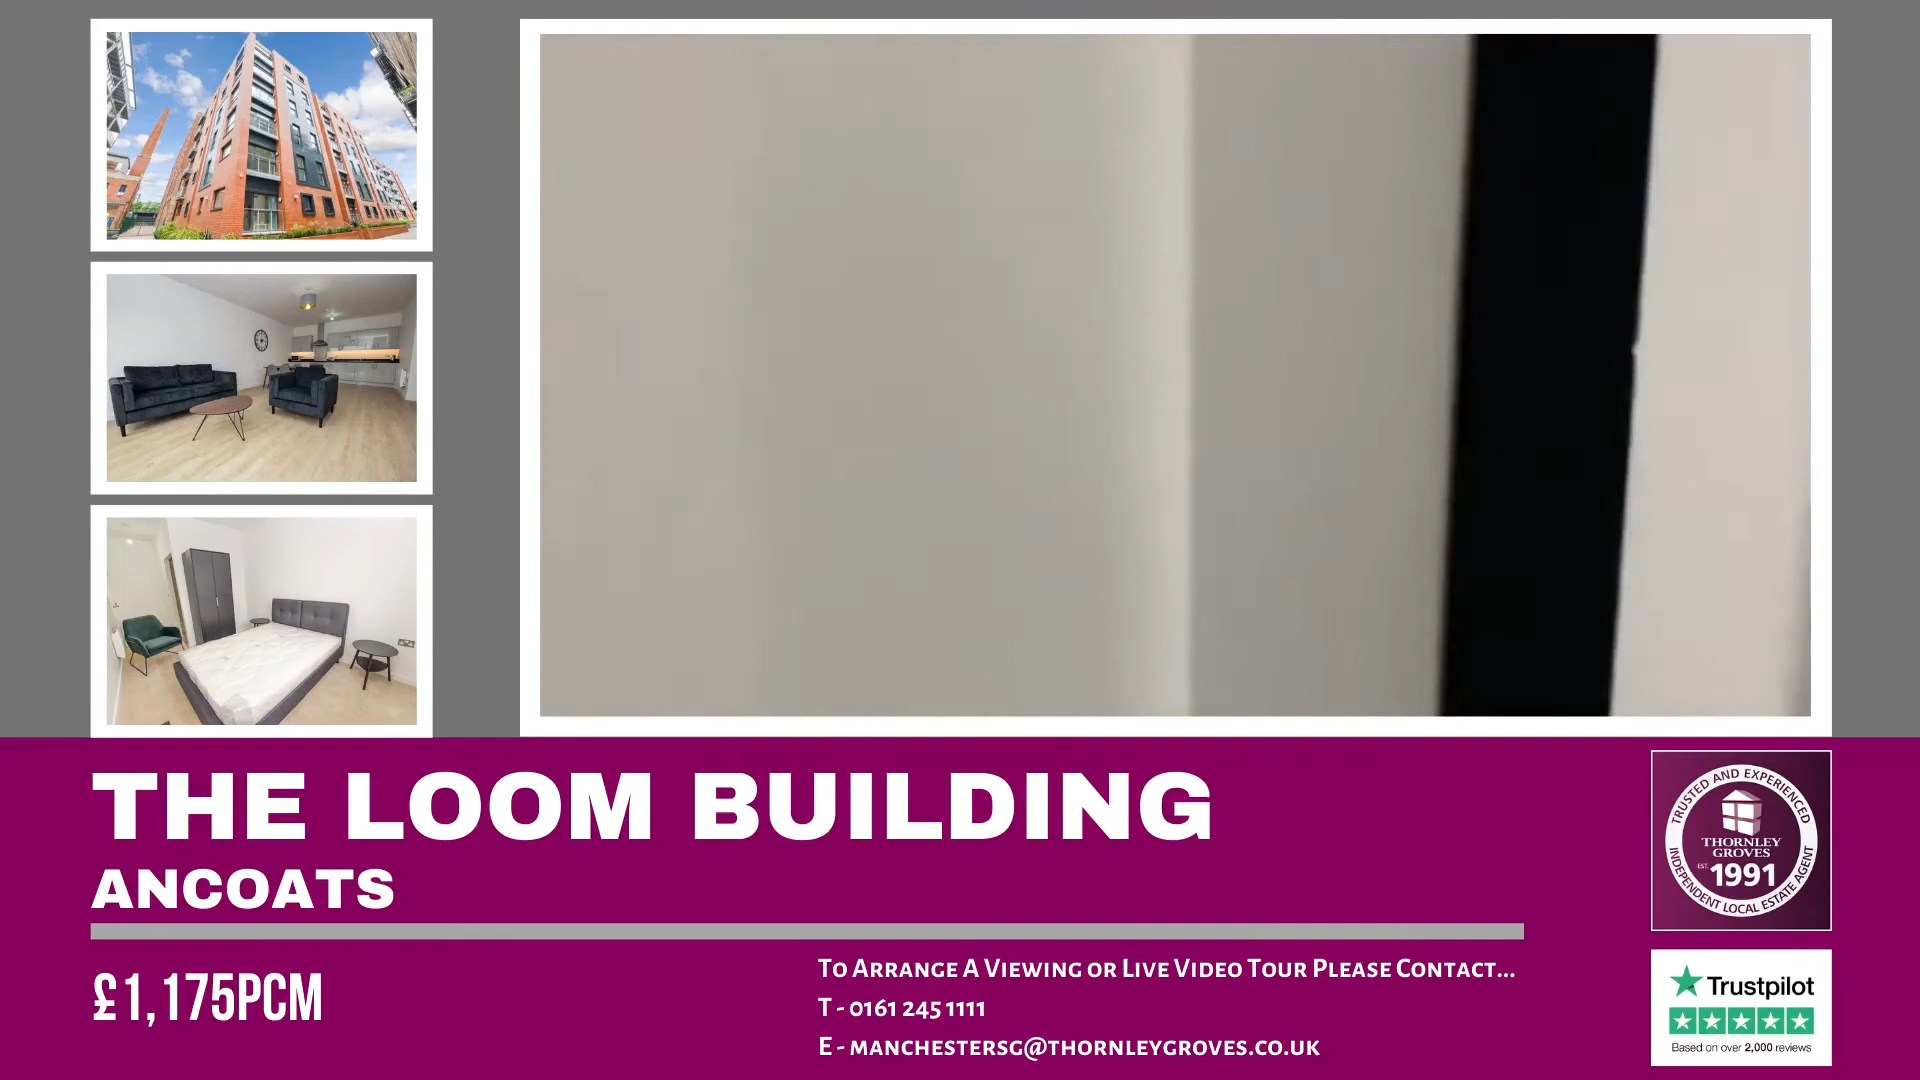 THE LOOM BUILDING
ANCOATS
£1,175PCM
To Arrange A Viewing or Live Video Tour Please Contact...
T - 0161 245 1111
E - manchestersg@thornleygroves.co.uk
TRUSTED AND EXPERIENCED
THORNLEY
GROVES
EST. 1991
INDEPENDENT LOCAL ESTATE AGENT
Trustpilot
Based on over 2,000 reviews